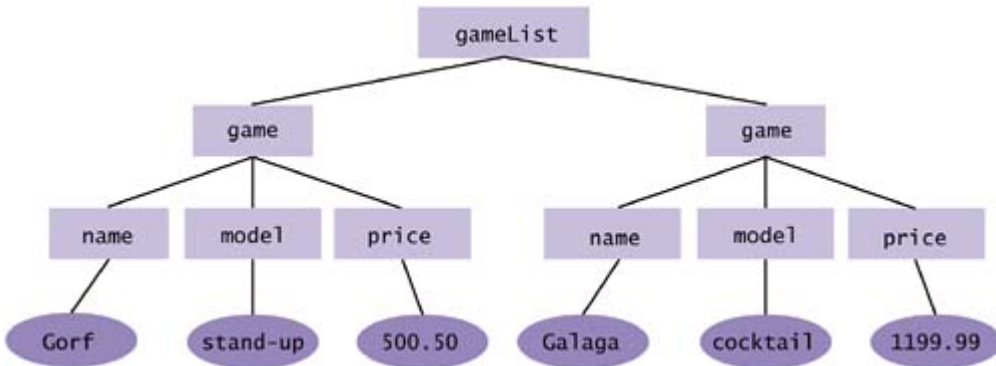 gameList
game game
name model price name model price
Gorf stand-up 500.50 Galaga cocktail 1199.99